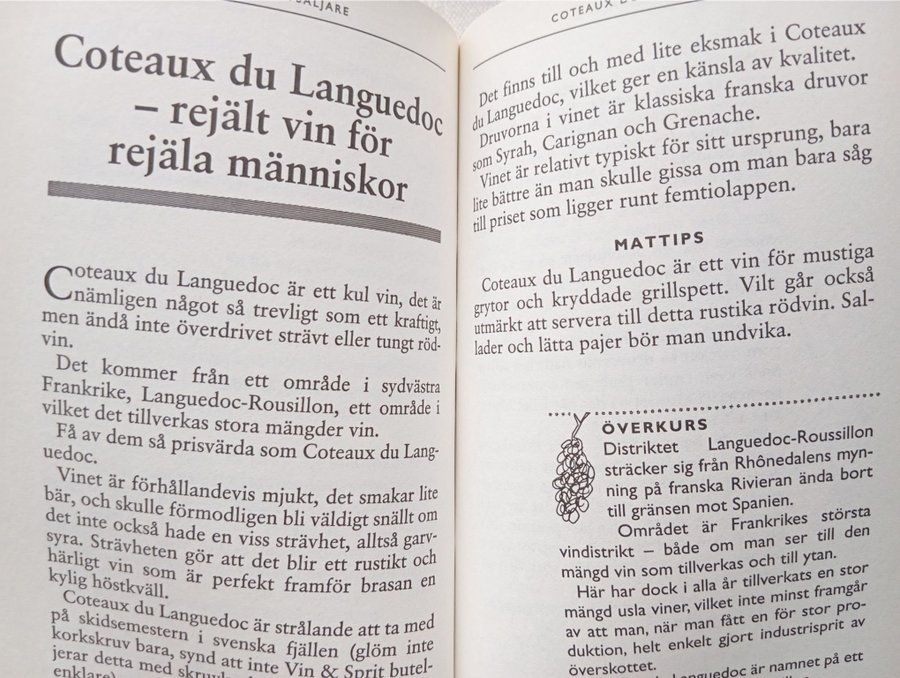 SÄLJARE
Coteaux du Languedoc
– rejält vin för
rejäla människor
Coteaux du Languedoc är ett kul vin, det är
nämligen något så trevligt som ett kraftigt,
men ändå inte överdrivet strävt eller tungt röd-
vin.
Det kommer från ett område i sydvästra
Frankrike, Languedoc-Rousillon, ett område i
vilket det tillverkas stora mängder vin.
Få av dem så prisvärda som Coteaux du Lang-
uedoc.
Vinet är förhållandevis mjukt, det smakar lite
bär, och skulle förmodligen bli väldigt snällt om
det inte också hade en viss strävhet, alltså garv-
syra. Strävheten gör att det blir ett rustikt och
härligt vin som är perfekt framför brasan en
kylig höstkväll.
Coteaux du Languedoc är strålande att ta med
på skidsemestern i svenska fjällen (glöm inte
korkskruv bara, synd att inte Vin & Sprit butel-
jerar detta med
enklare)
COTEAUX
Det finns till och med lite eksmak i Coteaux
du Languedoc, vilket ger en känsla av kvalitet.
Druvorna i vinet är klassiska franska druvor
som Syrah, Carignan och Grenache.
Vinet är relativt typiskt för sitt ursprung, bara
lite bättre än man skulle gissa om man bara såg
till priset som ligger runt femtiolappen.
MATTIPS
Coteaux du Languedoc är ett vin för mustiga
grytor och kryddade grillspett. Vilt går också
utmärkt att servera till detta rustika rödvin. Sal-
lader och lätta pajer bör man undvika.
ÖVERKURS
Distriktet Languedoc-Roussillon
sträcker sig från Rhônedalens myn-
ning på franska Rivieran ända bort
till gränsen mot Spanien.
Området är Frankrikes största
vindistrikt – både om man ser till den
mängd vin som tillverkas och till ytan.
Här har dock i alla år tillverkats en stor
mängd usla viner, vilket inte minst framgår
av att man, när man fått en för stor pro-
duktion, helt enkelt gjort industrisprit av
överskottet.
Languedoc är namnet på ett